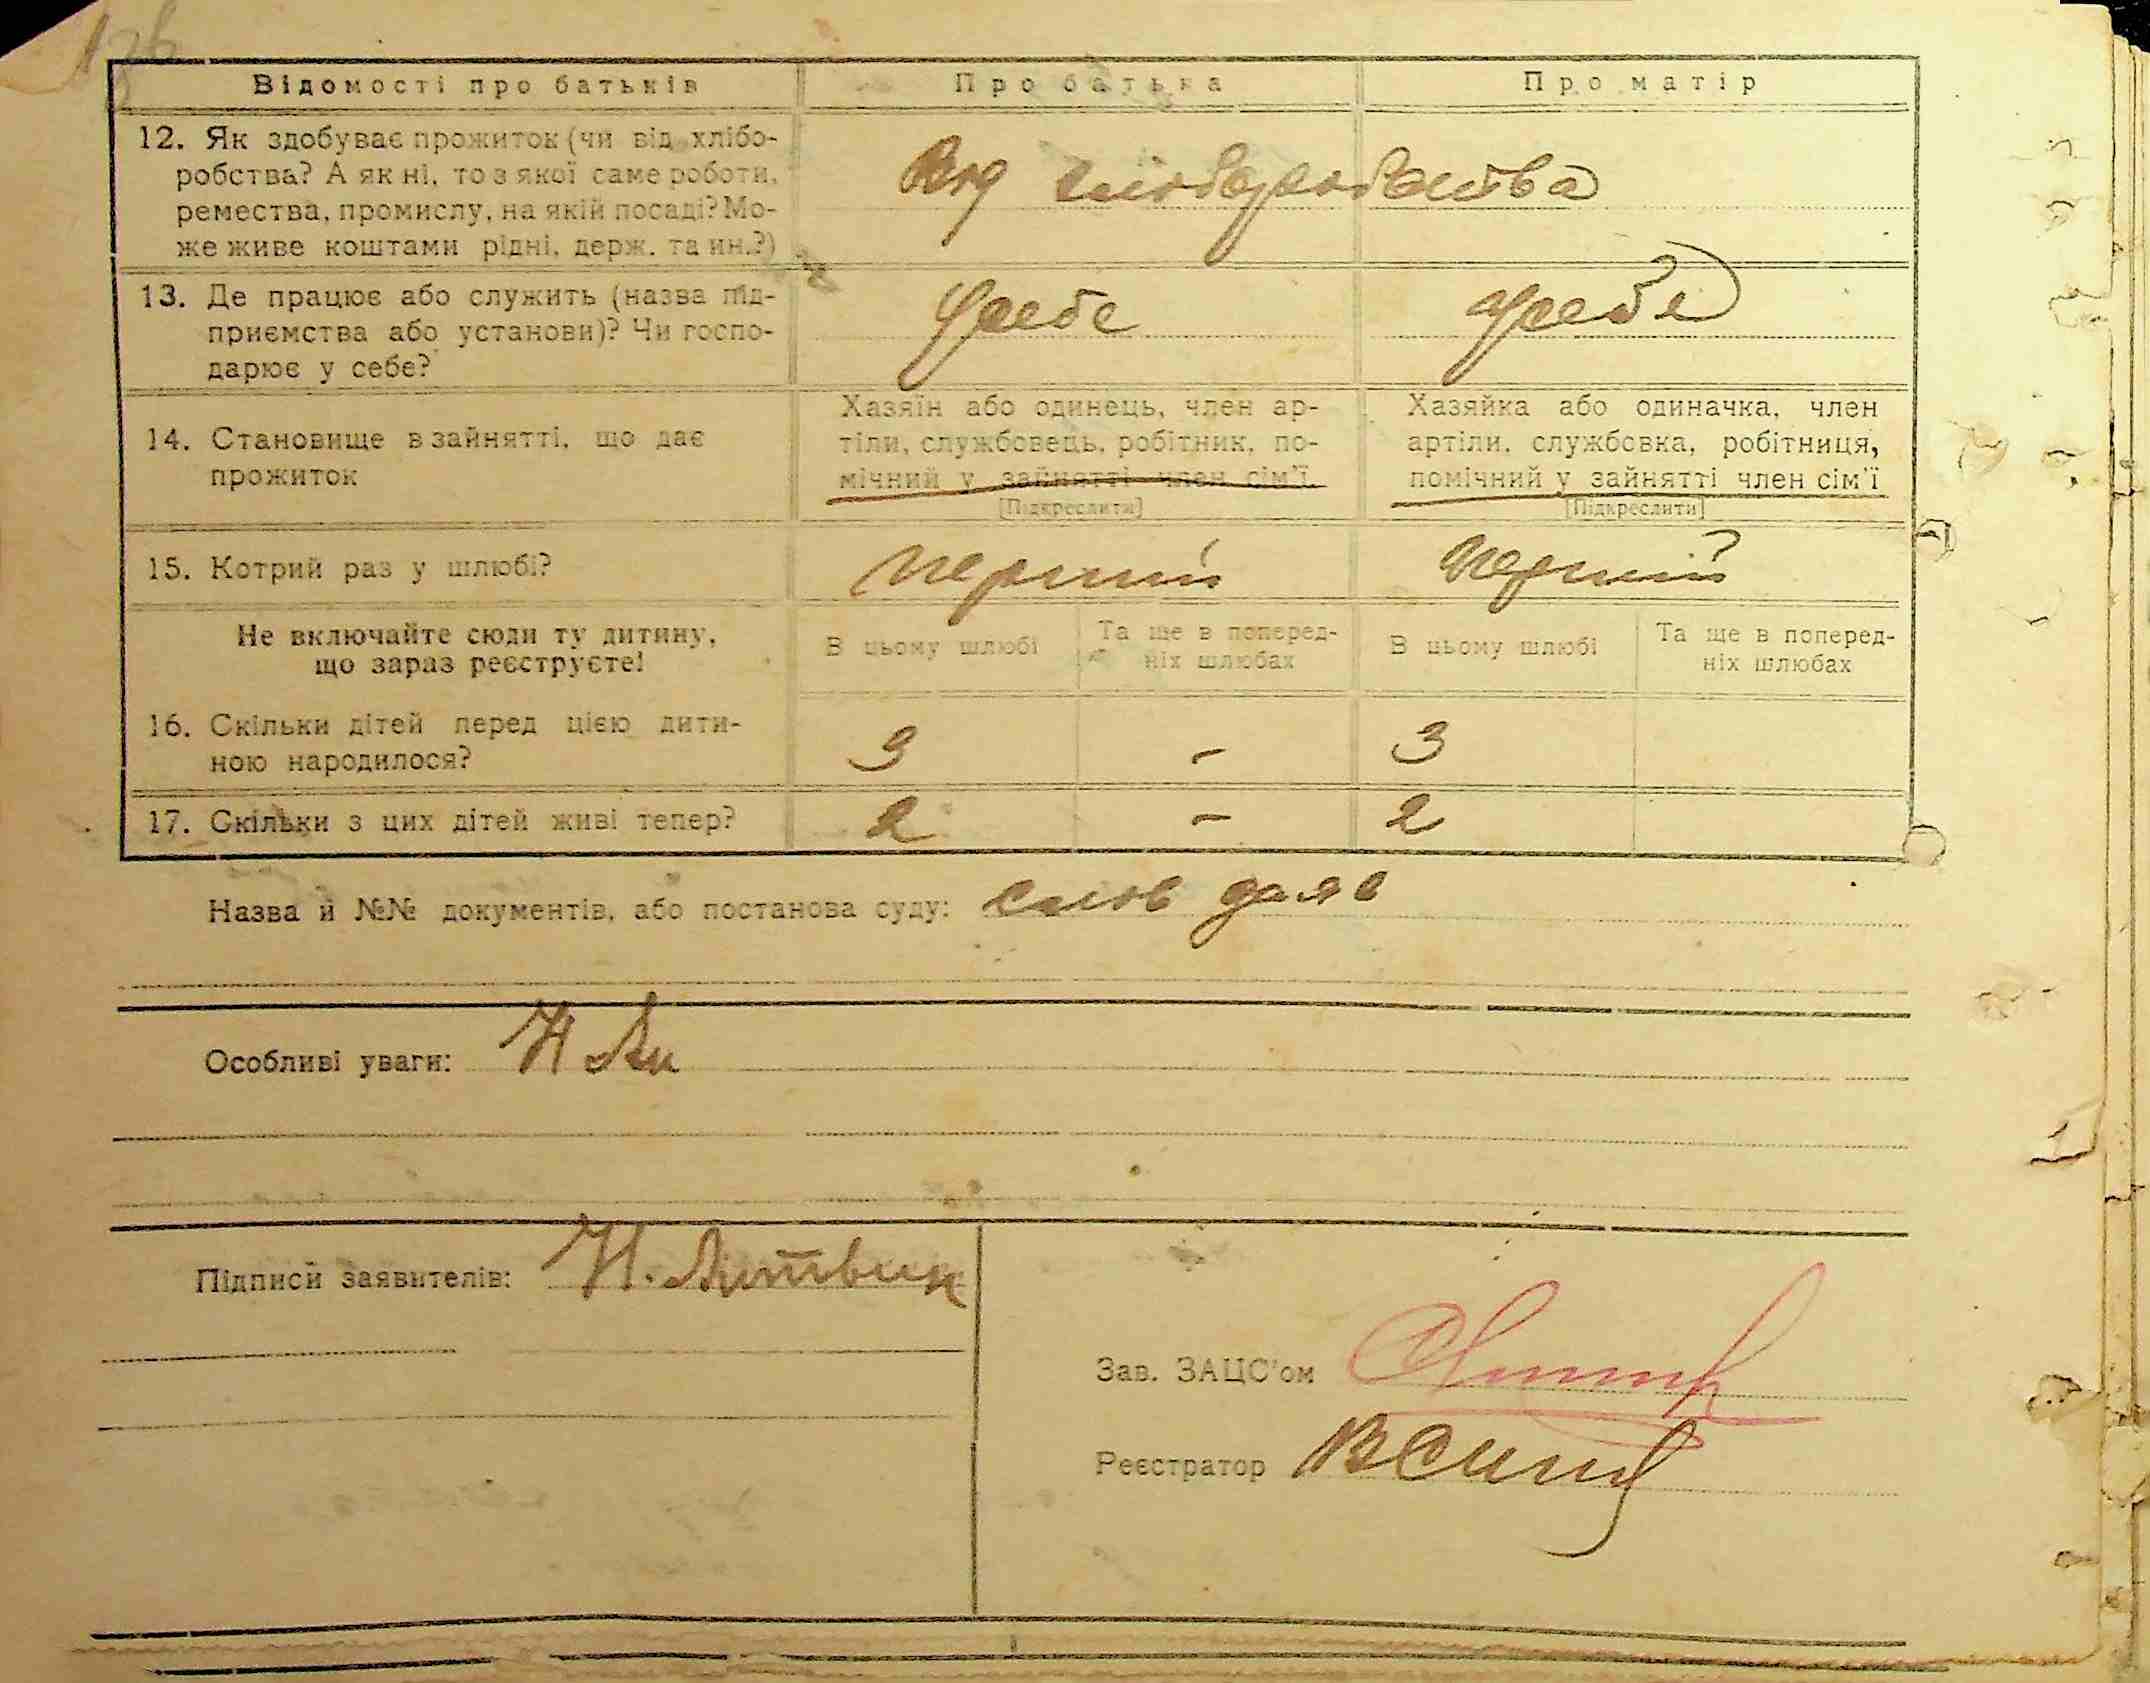 Відомості про батьків
Про батька
Про матір
12. Як здобуває прожиток (чи від хлібо-
робства? А як ні, то з якої саме роботи,
ремества, промислу, на якій посаді? Мо-
же живе коштами рідні, держ. та ин.?)
Від хліборобства
13. Де працює або служить (назва під-
приємства або установи)? Чи госпо-
дарює у себе?
у себе
у себе
14. Становище в зайнятті, що дає
прожиток
Хазяїн або одинець, член ар-
тіли, службовець, робітник, по-
мічний у зайнятті член сім'ї.
[Підкреслити]
Хазяйка або одиначка, член
артіли, службовка, робітниця,
помічний у зайнятті член сім'ї
[Підкреслити]
15. Котрий раз у шлюбі?
перший
перший
Не включайте сюди ту дитину,
що зараз реєструєте!
В цьому шлюбі
Та ще в поперед-
ніх шлюбах
В цьому шлюбі
Та ще в поперед-
ніх шлюбах
16. Скільки дітей перед цією дити-
ною народилося?
3 - 3
17. Скільки з цих дітей живі тепер?
2 - 2
Назва й №№ документів, або постанова суду:
Особливі уваги: Н Ли
Підписи заявителів: Н. Литвин
Зав. ЗАЦС'ом
Реєстратор